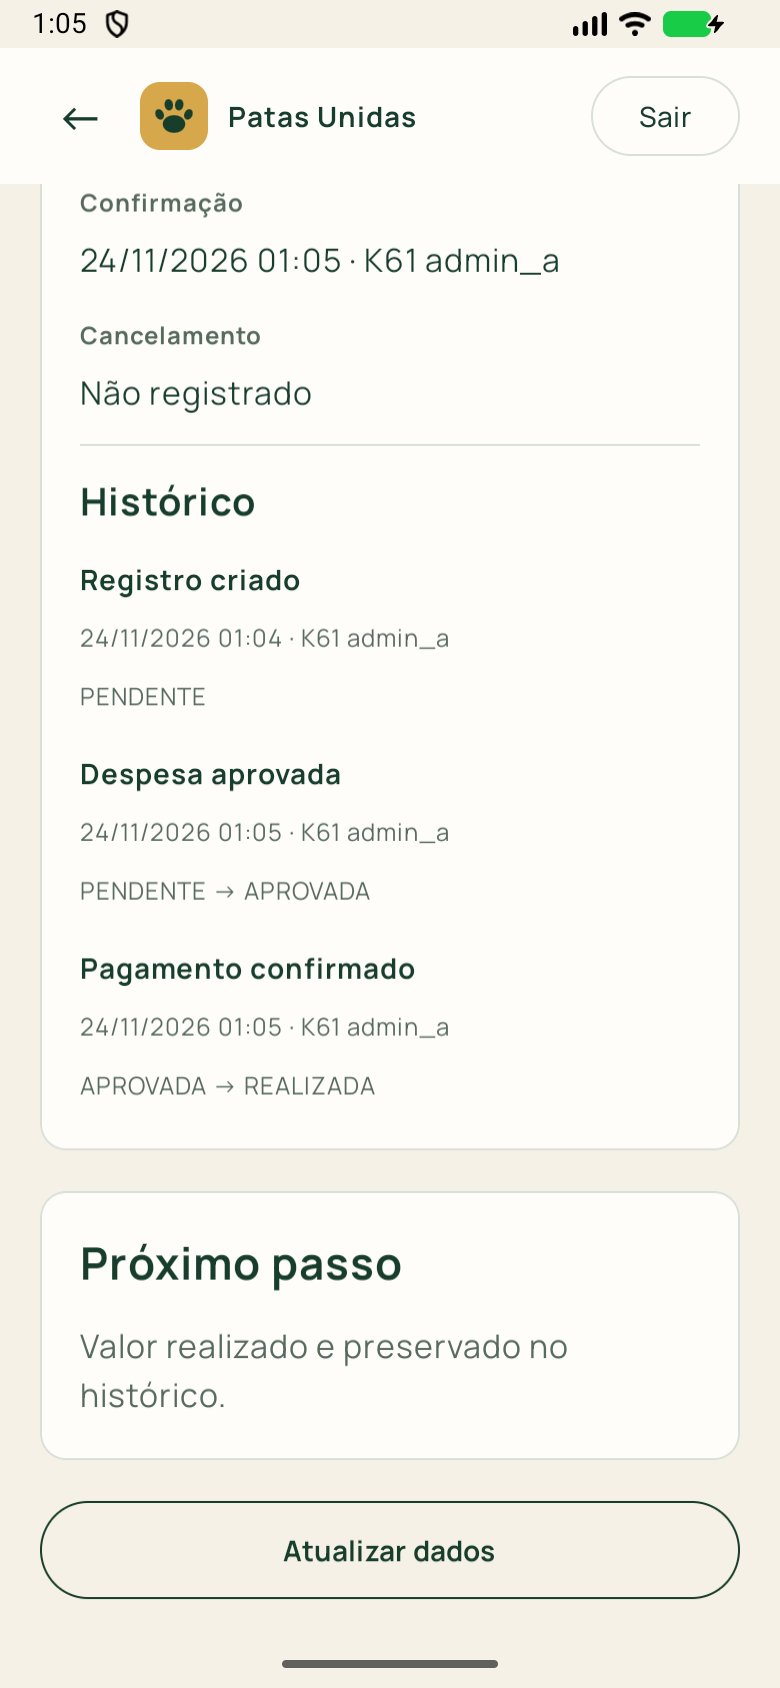 1:05
Patas Unidas
Sair
Confirmação
24/11/2026 01:05 · K61 admin_a
Cancelamento
Não registrado
Histórico
Registro criado
24/11/2026 01:04 · K61 admin_a
PENDENTE
Despesa aprovada
24/11/2026 01:05 · K61 admin_a
PENDENTE → APROVADA
Pagamento confirmado
24/11/2026 01:05 · K61 admin_a
APROVADA → REALIZADA
Próximo passo
Valor realizado e preservado no
histórico.
Atualizar dados